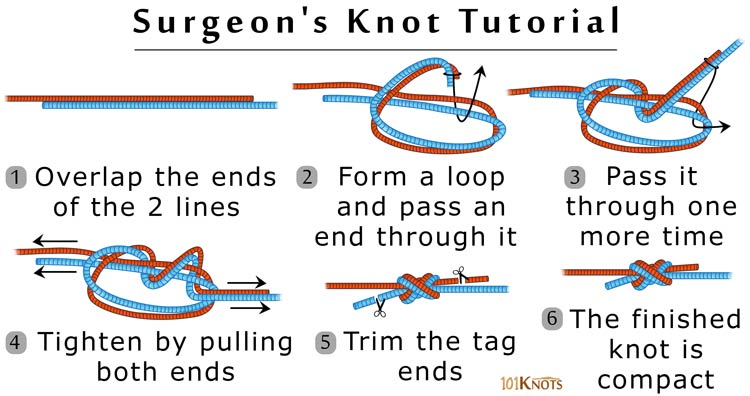 Surgeon's Knot Tutorial
1 Overlap the ends
of the 2 lines
2 Form a loop
and pass an
end through it
3 Pass it
through one
more time
4 Tighten by pulling
both ends
5 Trim the tag
ends
6 The finished
knot is
compact
101KNOTS